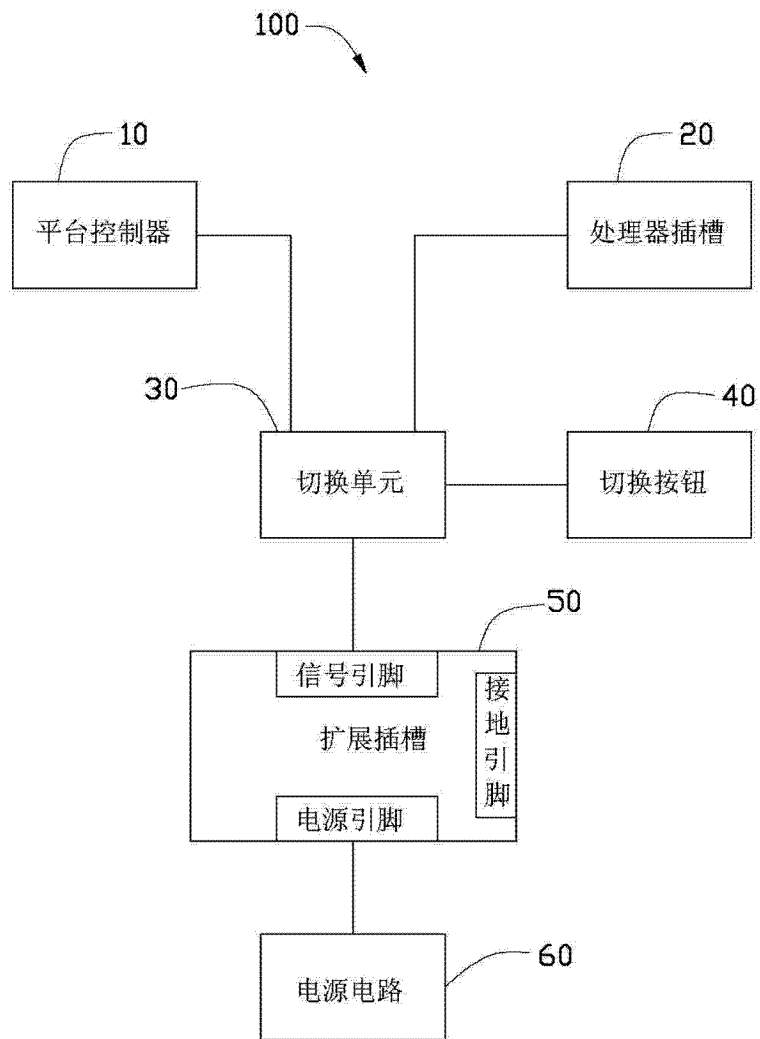 100
10
20
平台控制器
处理器插槽
30
40
切换单元
切换按钮
50
信号引脚
接地引脚
扩展插槽
电源引脚
60
电源电路